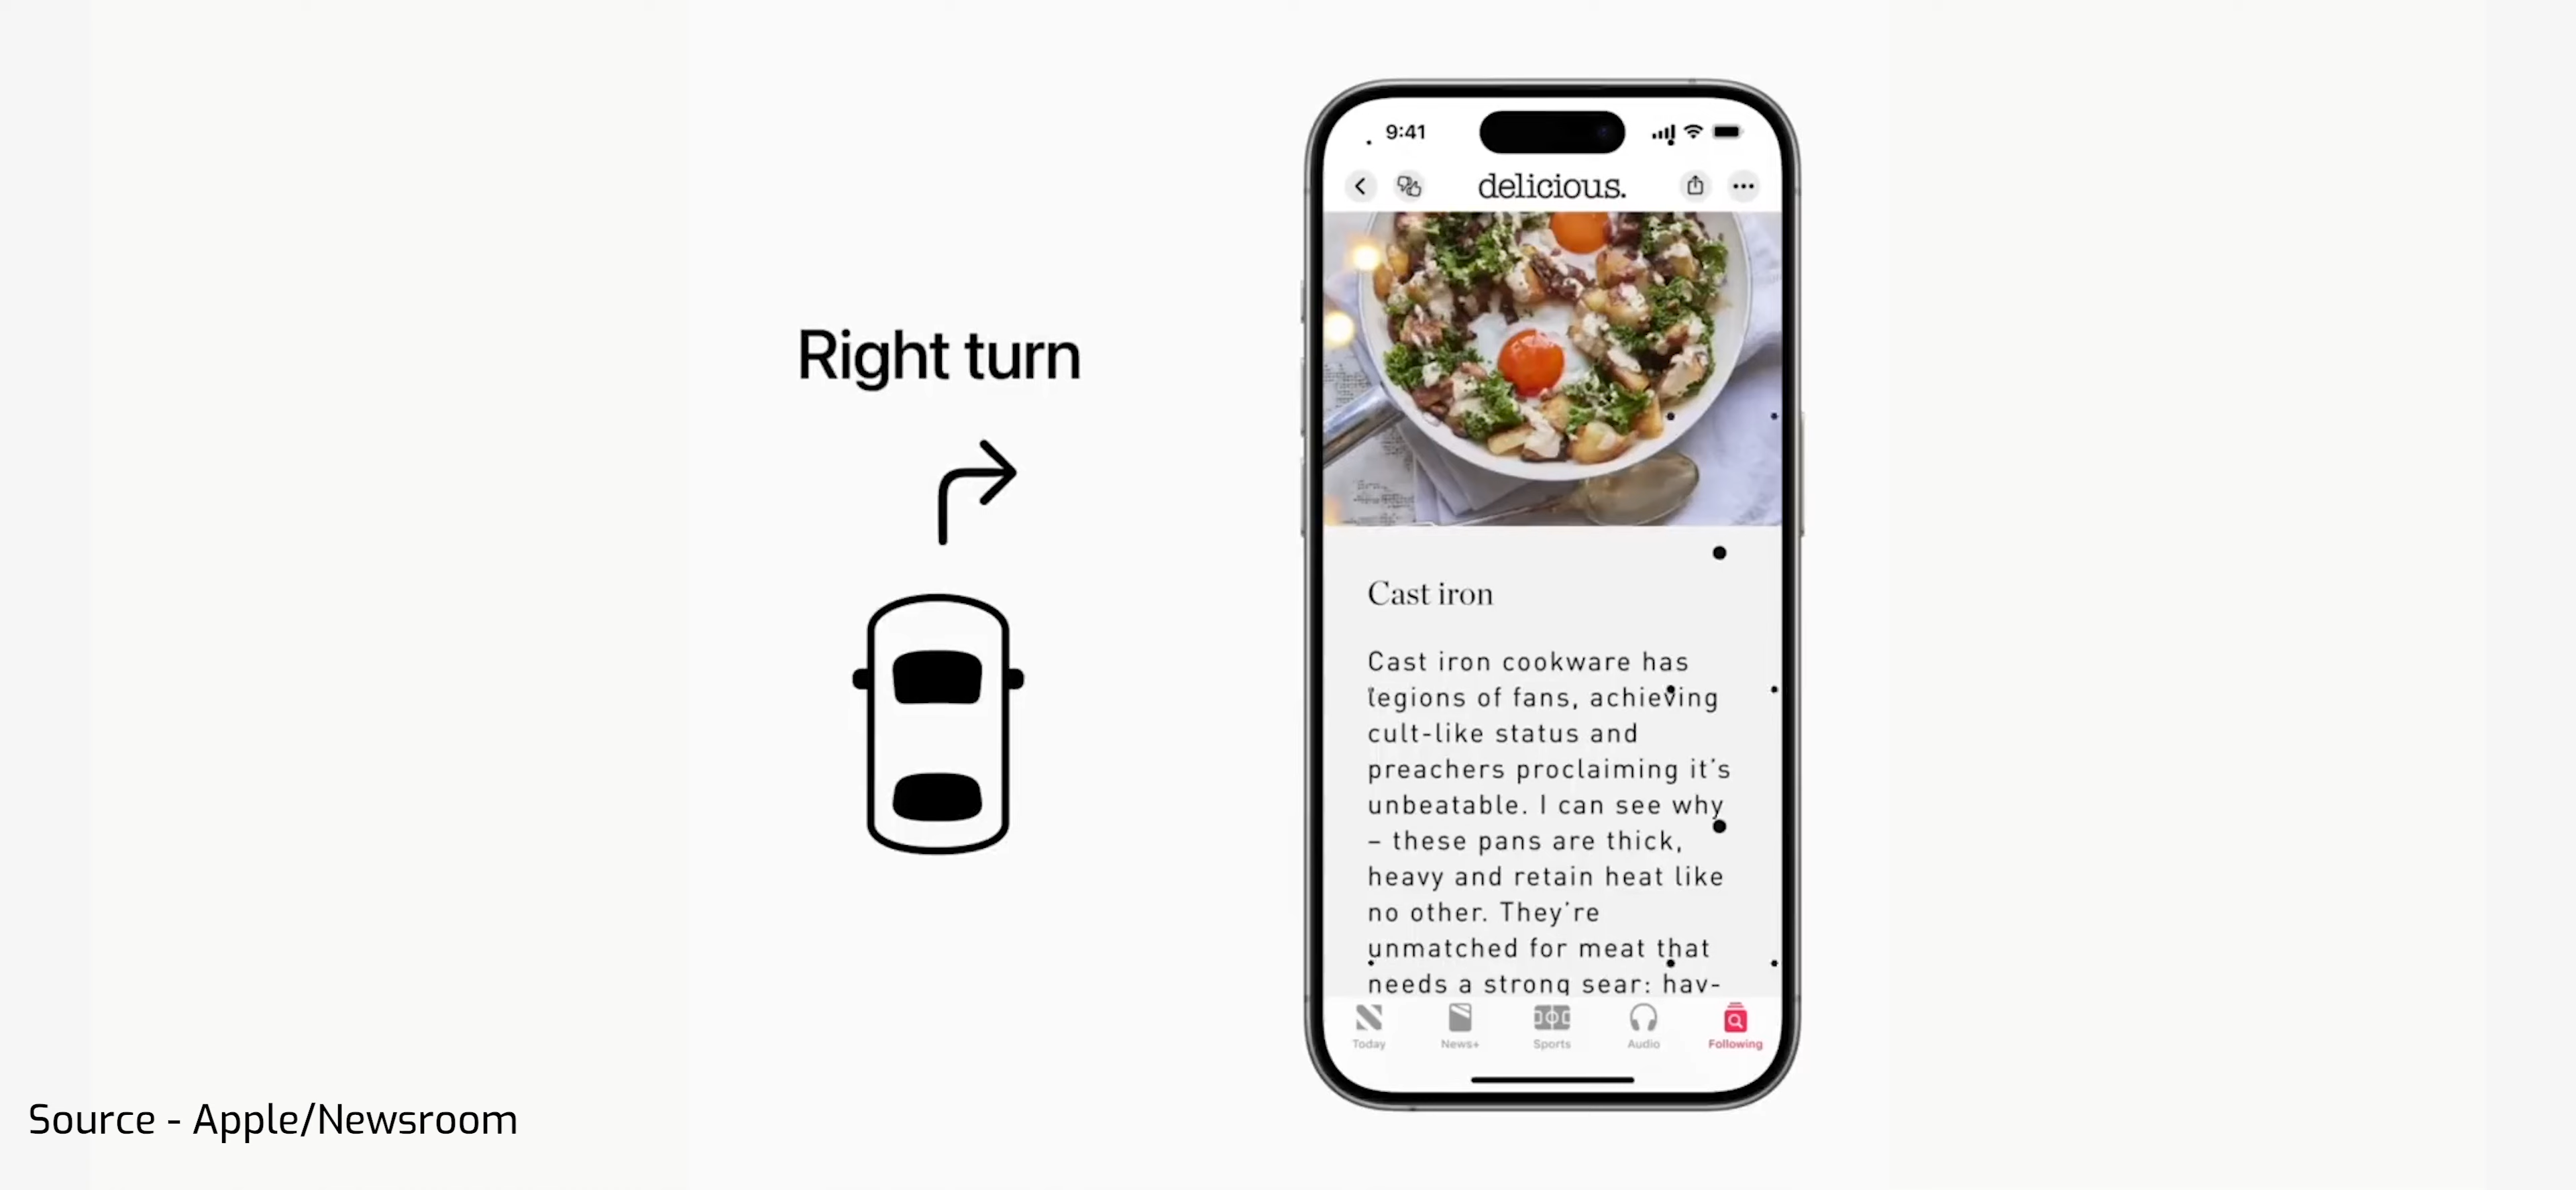 Right turn
9:41
delicious.
Cast iron
Cast iron cookware has
legions of fans, achieving
cult-like status and
preachers proclaiming it's
unbeatable. I can see why
– these pans are thick,
heavy and retain heat like
no other. They're
unmatched for meat that
needs a strong sear: hav-
Today
News+
Sports
Audio
Following
Source - Apple/Newsroom